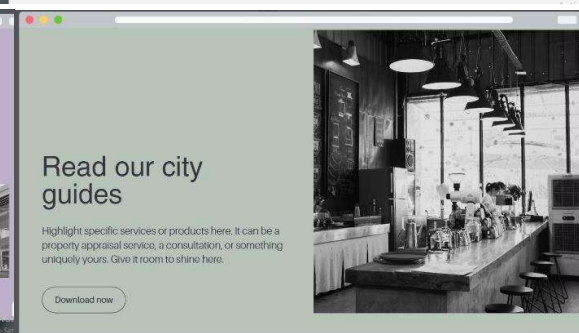 Read our city
guides
Highlight specific services or products here. It can be a
property appraisal service, a consultation, or something
uniquely yours. Give it room to shine here.
Download now